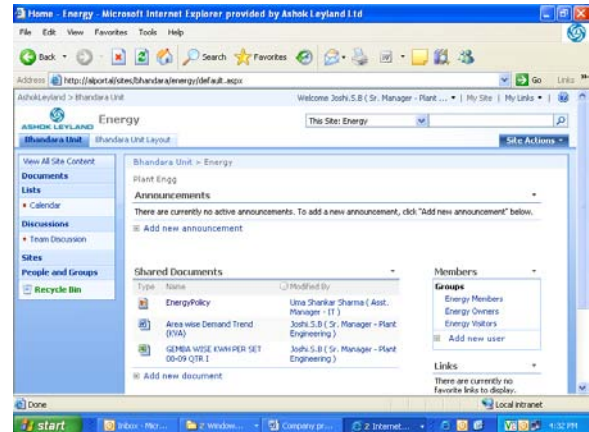 Home - Energy - Microsoft Internet Explorer provided by Ashok Leyland Ltd
File Edit View Favorites Tools Help
Back Search Favorites
Address http://alportal/sites/bhandara/energy/default.aspx Go Links
AshokLeyland > Bhandara Unit Welcome Joshi.S.B ( Sr. Manager - Plant ... | My Site | My Links
ASHOK LEYLAND Energy This Site: Energy
Bhandara Unit Bhandara Unit Layout Site Actions
View All Site Content
Documents
Lists
Calendar
Discussions
Team Discussion
Sites
People and Groups
Recycle Bin
Bhandara Unit > Energy
Plant Engg
Announcements
There are currently no active announcements. To add a new announcement, click "Add new announcement" below.
Add new announcement
Shared Documents
Type Name Modified By
EnergyPolicy Uma Shankar Sharma ( Asst. Manager - IT )
Area wise Demand Trend (KVA) Joshi.S.B ( Sr. Manager - Plant Engineering )
GEMBA WISE KWH PER SET 08-09 QTR I Joshi.S.B ( Sr. Manager - Plant Engineering )
Add new document
Members
Groups
Energy Members
Energy Owners
Energy Visitors
Add new user
Links
There are currently no
favorite links to display.
Done Local intranet
start Inbox - Micr... 2 Window... Company pr... 2 Internet... 4:32 PM